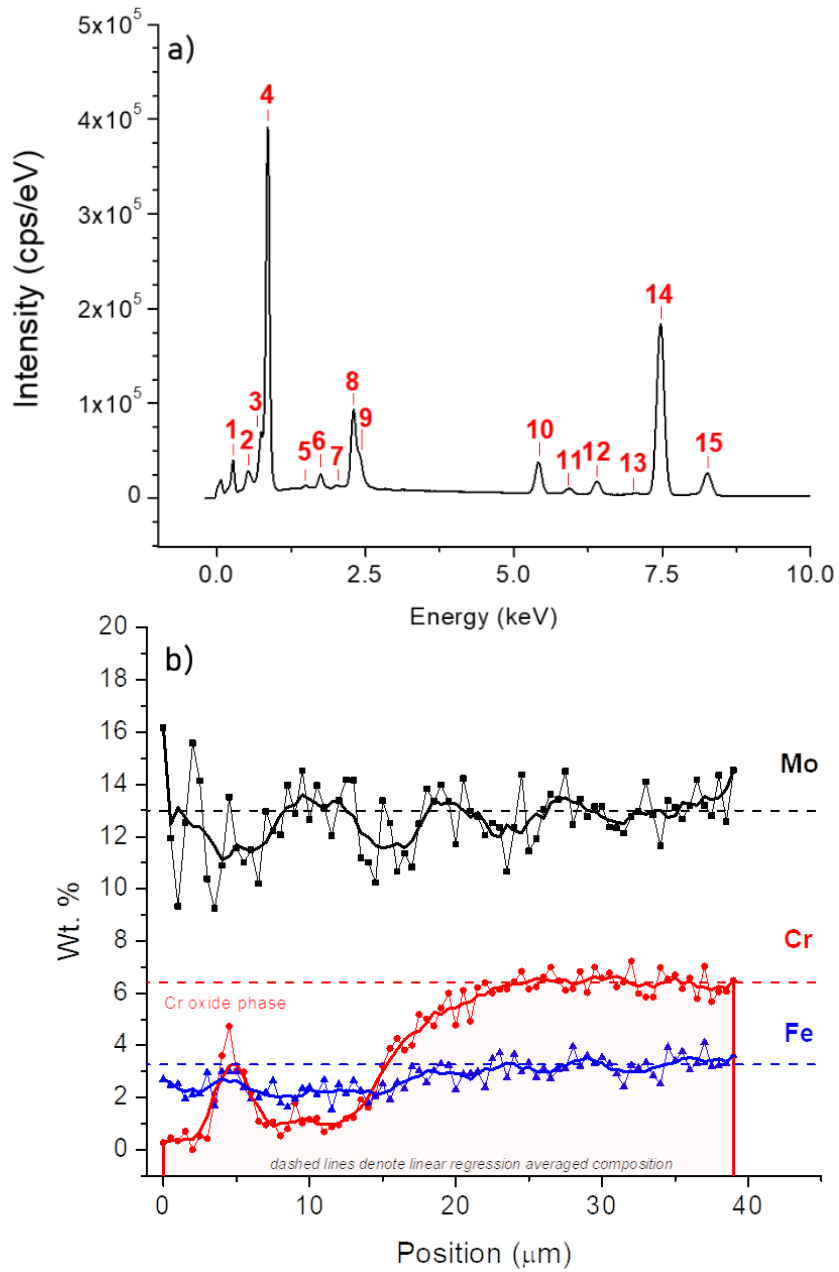 a)
5x10⁵
4x10⁵
3x10⁵
2x10⁵
1x10⁵
0
Intensity (cps/eV)
1
2
3
4
5
6
7
8
9
10
11
12
13
14
15
0.0
2.5
5.0
7.5
10.0
Energy (keV)
b)
20
18
16
14
12
10
8
6
4
2
0
Wt. %
Mo
Cr
Fe
Cr oxide phase
dashed lines denote linear regression averaged composition
0
10
20
30
40
Position (μm)